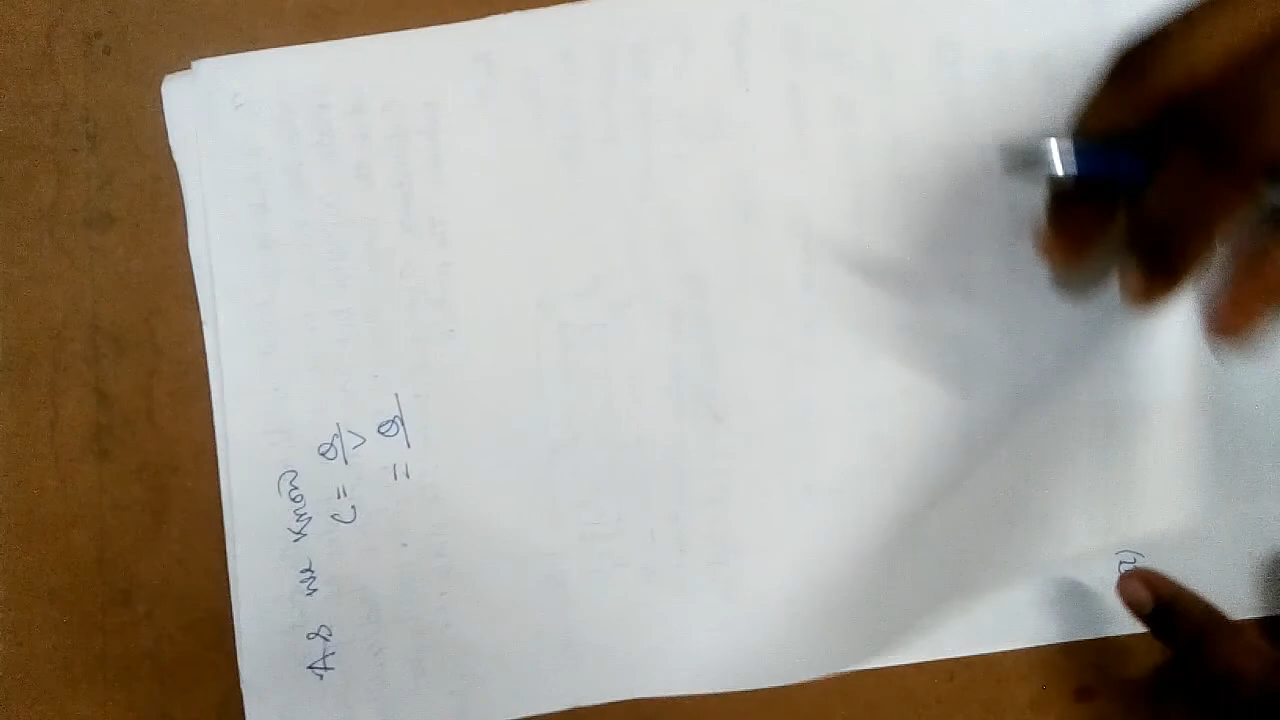 As we know
C = Q/V
= Q/